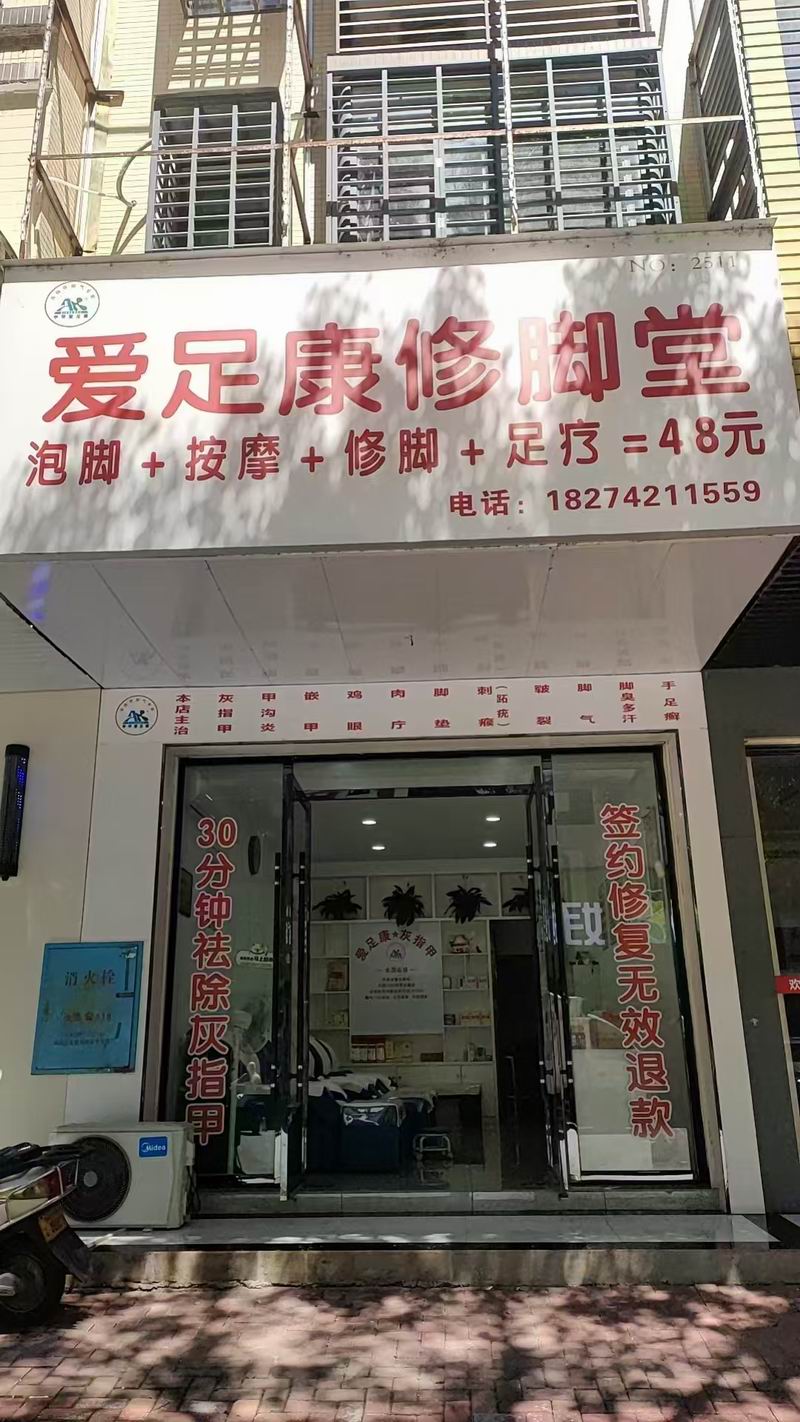 NO：2511
爱足康修脚堂
泡脚+按摩+修脚+足疗=48元
电话：18274211559
本店主治
灰指甲
甲沟炎
嵌甲
鸡眼
肉疔
脚垫
刺瘊(跖疣)
皲裂
脚气
脚臭多汗
手足癣
30分钟祛除灰指甲
签约修复无效退款
爱足康★灰指甲
消火栓
Midea
欢